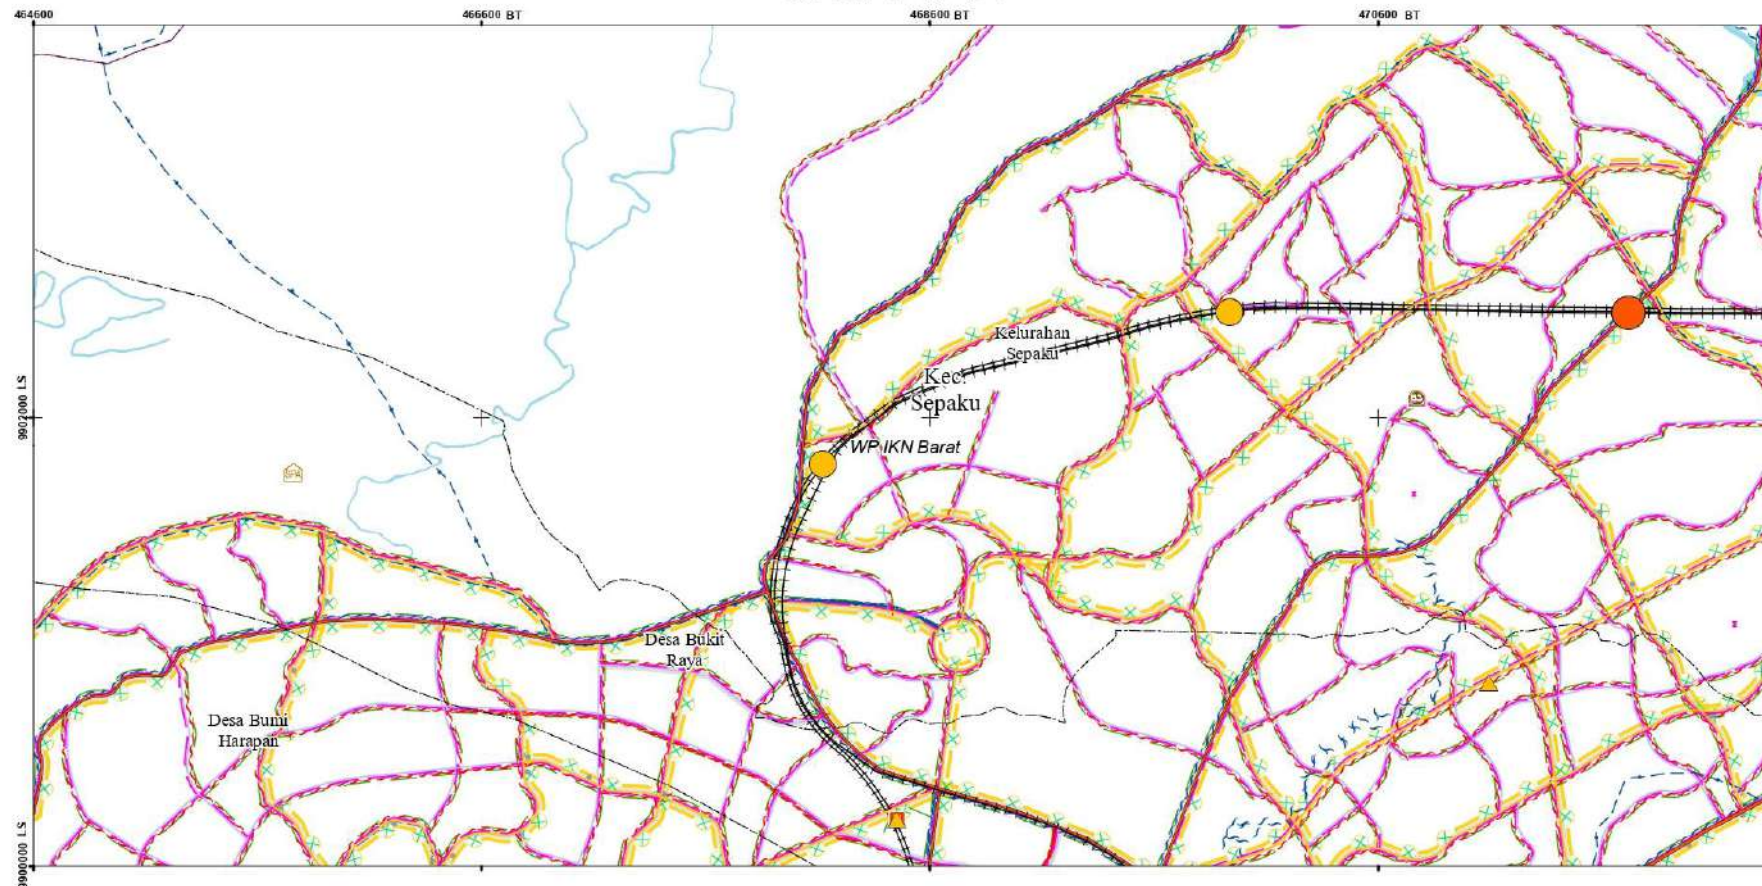 464600
466600 BT
468600 BT
470600 BT
9902000 LS
Kelurahan
Sepaku
Kec.
Sepaku
WP IKN Barat
Desa Bukit
Raya
Desa Bumi
Harapan
9900000 LS